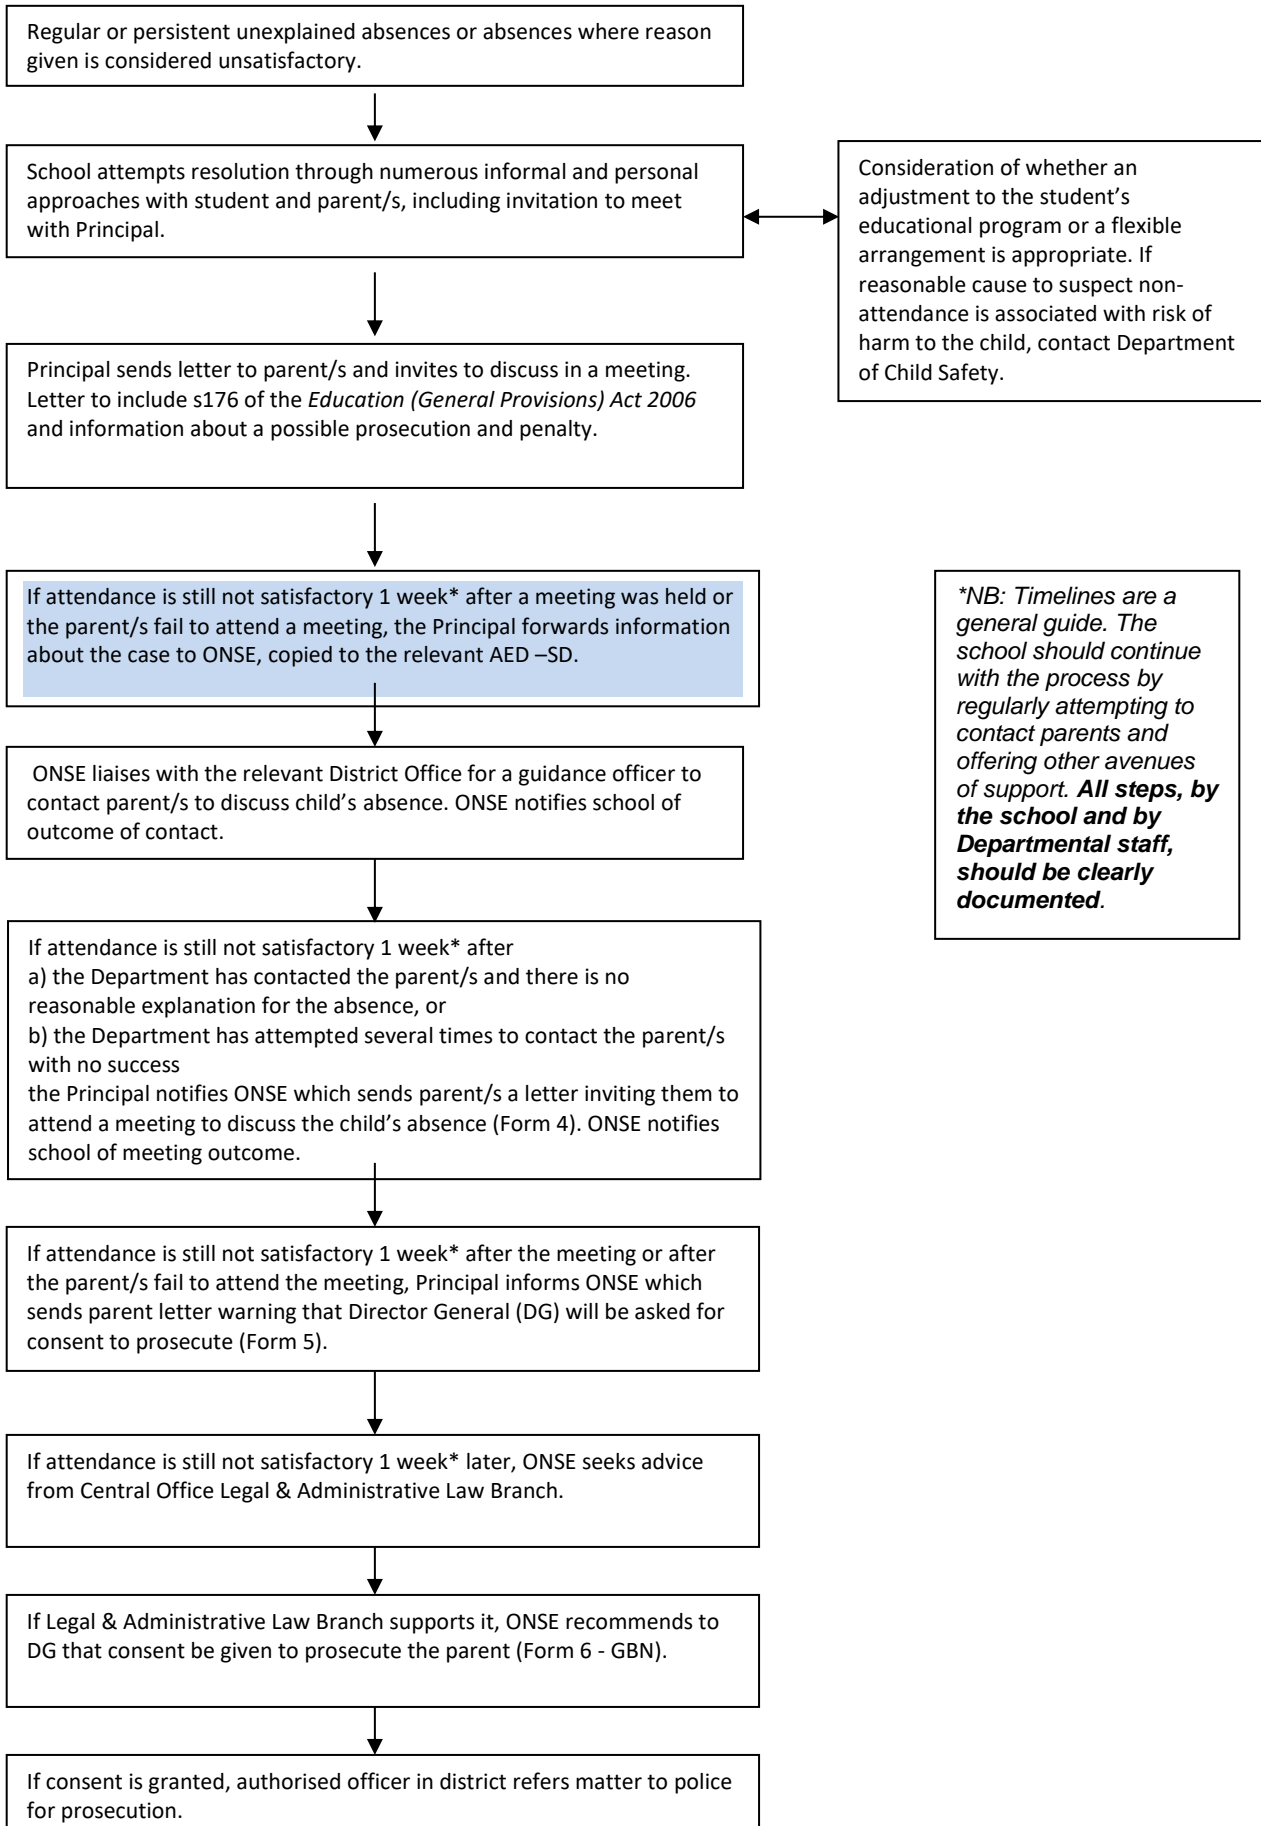 Regular or persistent unexplained absences or absences where reason
given is considered unsatisfactory.
School attempts resolution through numerous informal and personal
approaches with student and parent/s, including invitation to meet
with Principal.
Consideration of whether an
adjustment to the student’s
educational program or a flexible
arrangement is appropriate. If
reasonable cause to suspect non-
attendance is associated with risk of
harm to the child, contact Department
of Child Safety.
Principal sends letter to parent/s and invites to discuss in a meeting.
Letter to include s176 of the Education (General Provisions) Act 2006
and information about a possible prosecution and penalty.
If attendance is still not satisfactory 1 week* after a meeting was held or
the parent/s fail to attend a meeting, the Principal forwards information
about the case to ONSE, copied to the relevant AED –SD.
*NB: Timelines are a
general guide. The
school should continue
with the process by
regularly attempting to
contact parents and
offering other avenues
of support. All steps, by
the school and by
Departmental staff,
should be clearly
documented.
ONSE liaises with the relevant District Office for a guidance officer to
contact parent/s to discuss child’s absence. ONSE notifies school of
outcome of contact.
If attendance is still not satisfactory 1 week* after
a) the Department has contacted the parent/s and there is no
reasonable explanation for the absence, or
b) the Department has attempted several times to contact the parent/s
with no success
the Principal notifies ONSE which sends parent/s a letter inviting them to
attend a meeting to discuss the child’s absence (Form 4). ONSE notifies
school of meeting outcome.
If attendance is still not satisfactory 1 week* after the meeting or after
the parent/s fail to attend the meeting, Principal informs ONSE which
sends parent letter warning that Director General (DG) will be asked for
consent to prosecute (Form 5).
If attendance is still not satisfactory 1 week* later, ONSE seeks advice
from Central Office Legal & Administrative Law Branch.
If Legal & Administrative Law Branch supports it, ONSE recommends to
DG that consent be given to prosecute the parent (Form 6 - GBN).
If consent is granted, authorised officer in district refers matter to police
for prosecution.